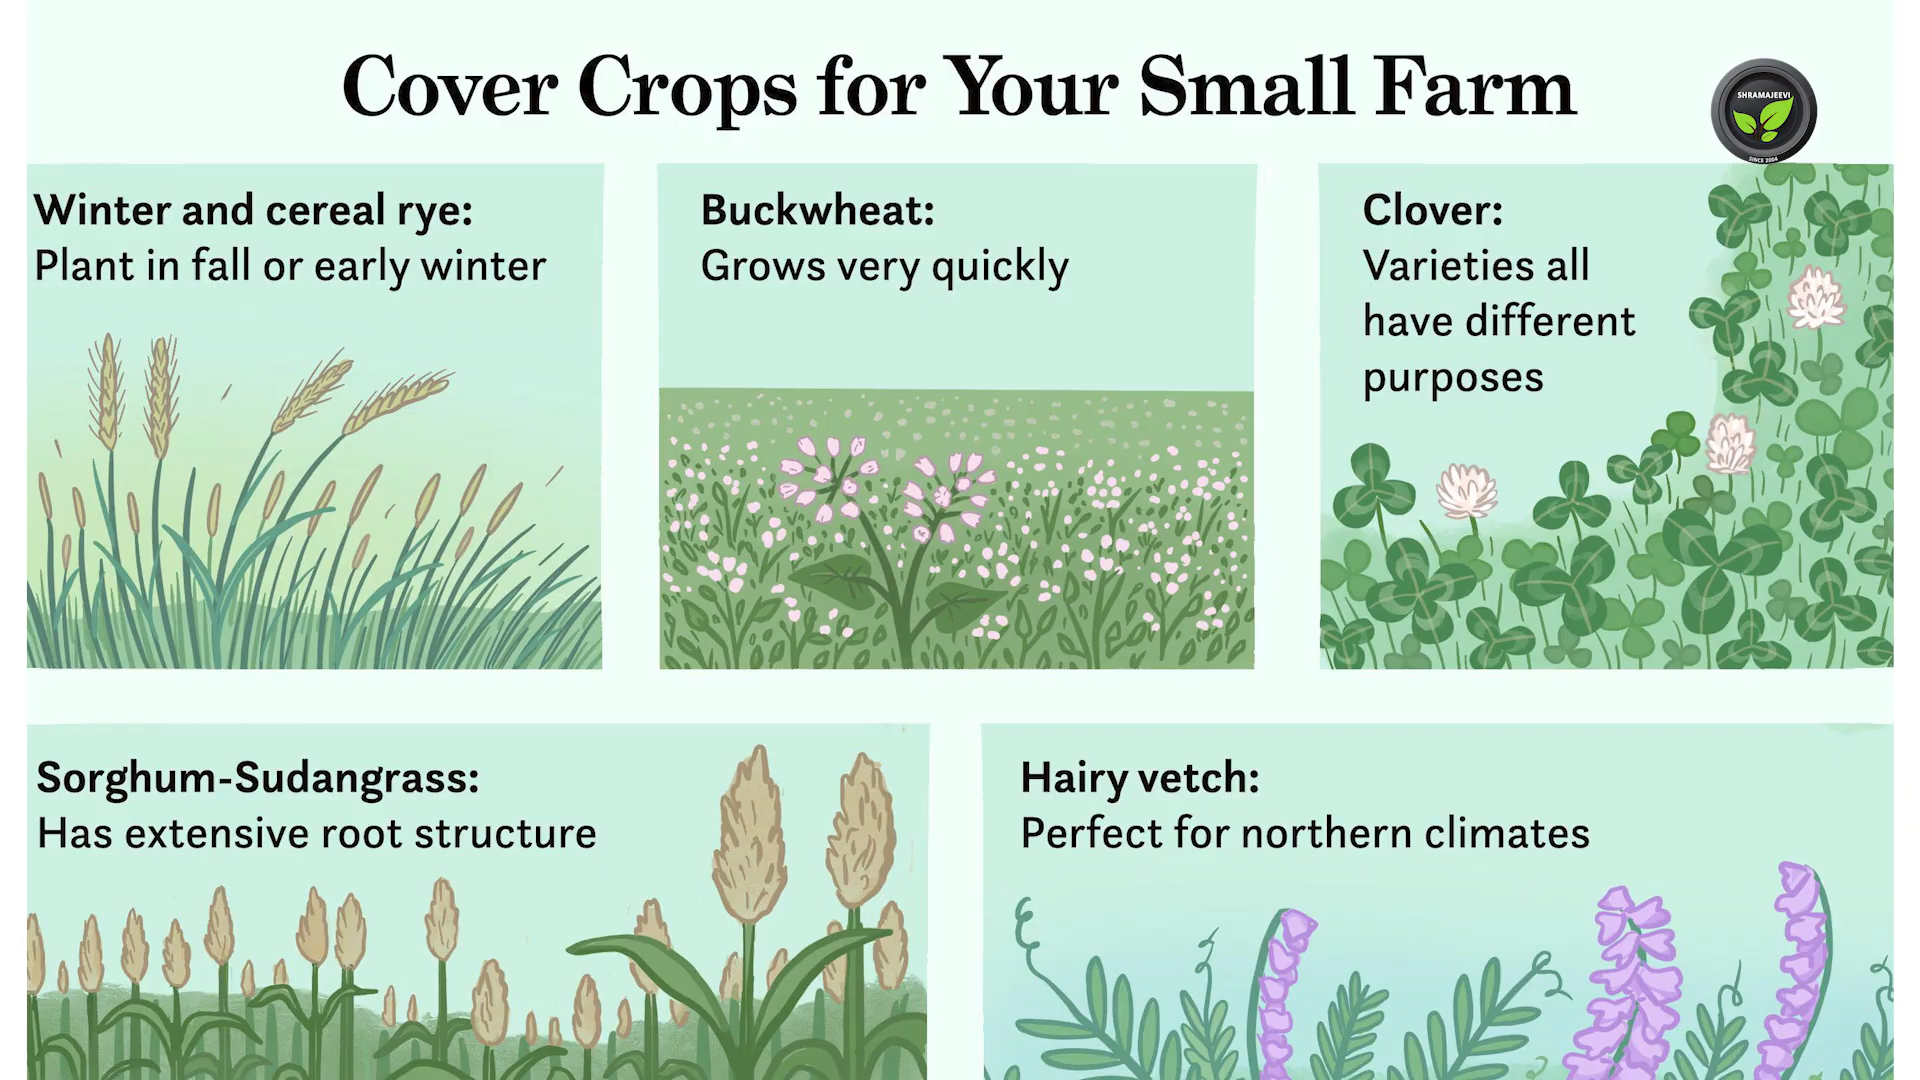 Cover Crops for Your Small Farm
SHRAMAJEEVI
SINCE 2004
Winter and cereal rye:
Plant in fall or early winter
Buckwheat:
Grows very quickly
Clover:
Varieties all
have different
purposes
Sorghum-Sudangrass:
Has extensive root structure
Hairy vetch:
Perfect for northern climates